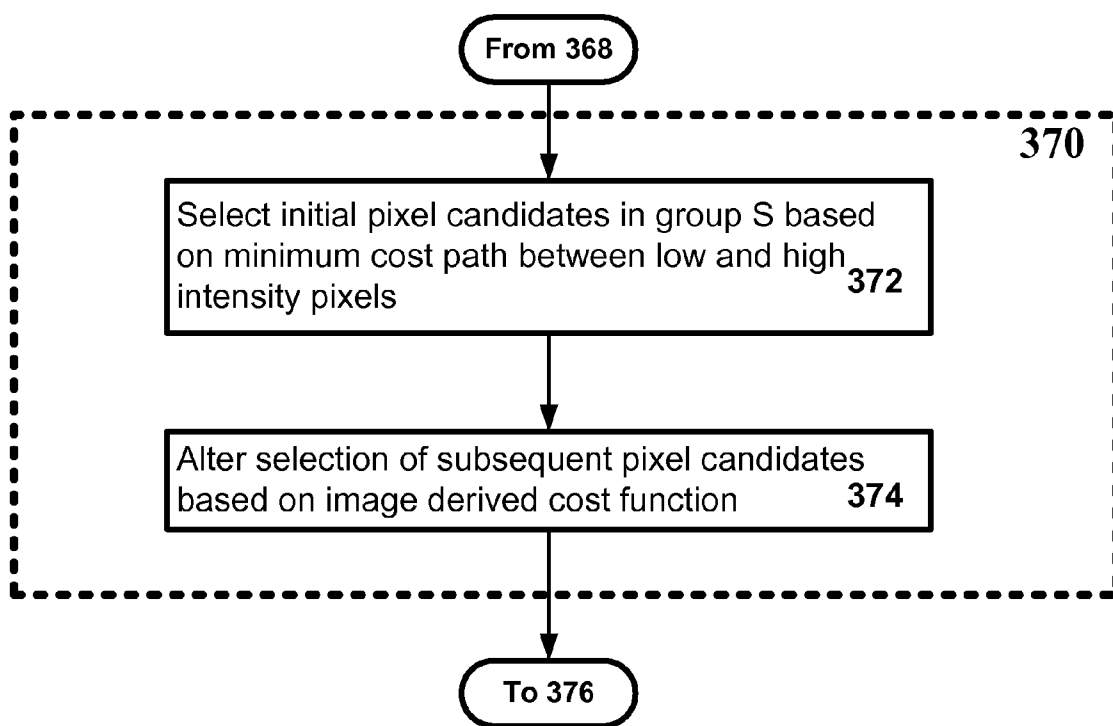 From 368
370
Select initial pixel candidates in group S based
on minimum cost path between low and high
intensity pixels
372
Alter selection of subsequent pixel candidates
based on image derived cost function
374
To 376